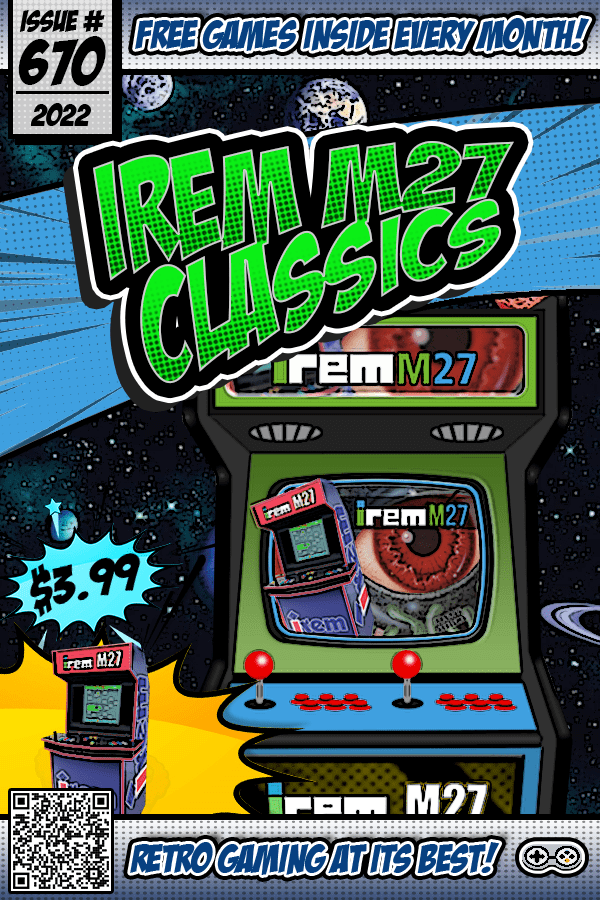 ISSUE #
670
2022
FREE GAMES INSIDE EVERY MONTH!
IREM M27
CLASSICS
irem M27
irem M27
irem M27
irem
$3.99
irem M27
irem M27
RETRO GAMING AT ITS BEST!